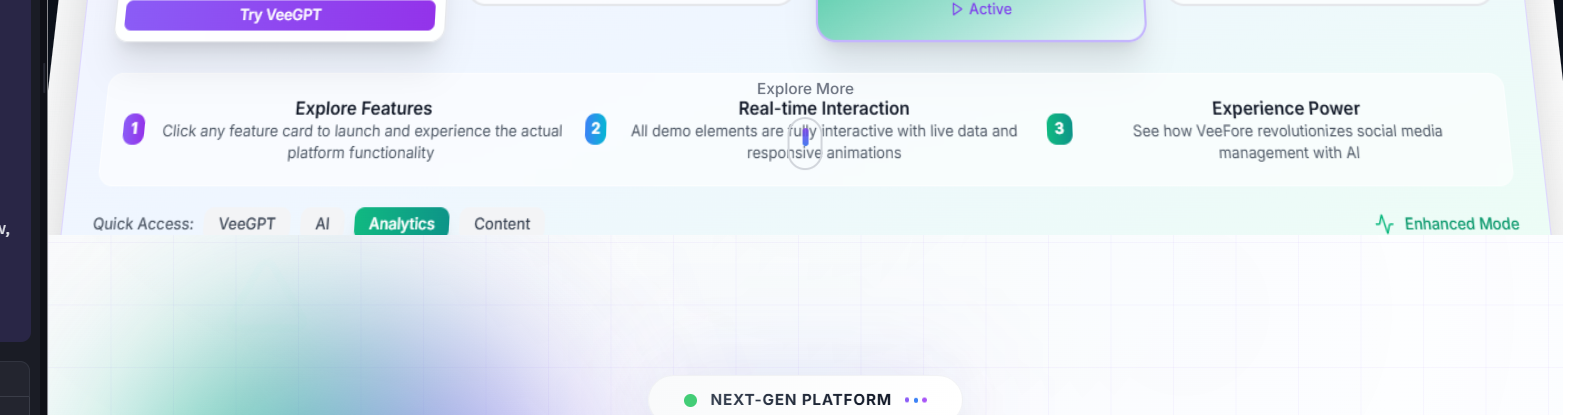 Try VeeGPT
Active
Explore More
1
Explore Features
Click any feature card to launch and experience the actual
platform functionality
2
Real-time Interaction
All demo elements are fully interactive with live data and
responsive animations
3
Experience Power
See how VeeFore revolutionizes social media
management with AI
Quick Access: VeeGPT AI Analytics Content
Enhanced Mode
NEXT-GEN PLATFORM